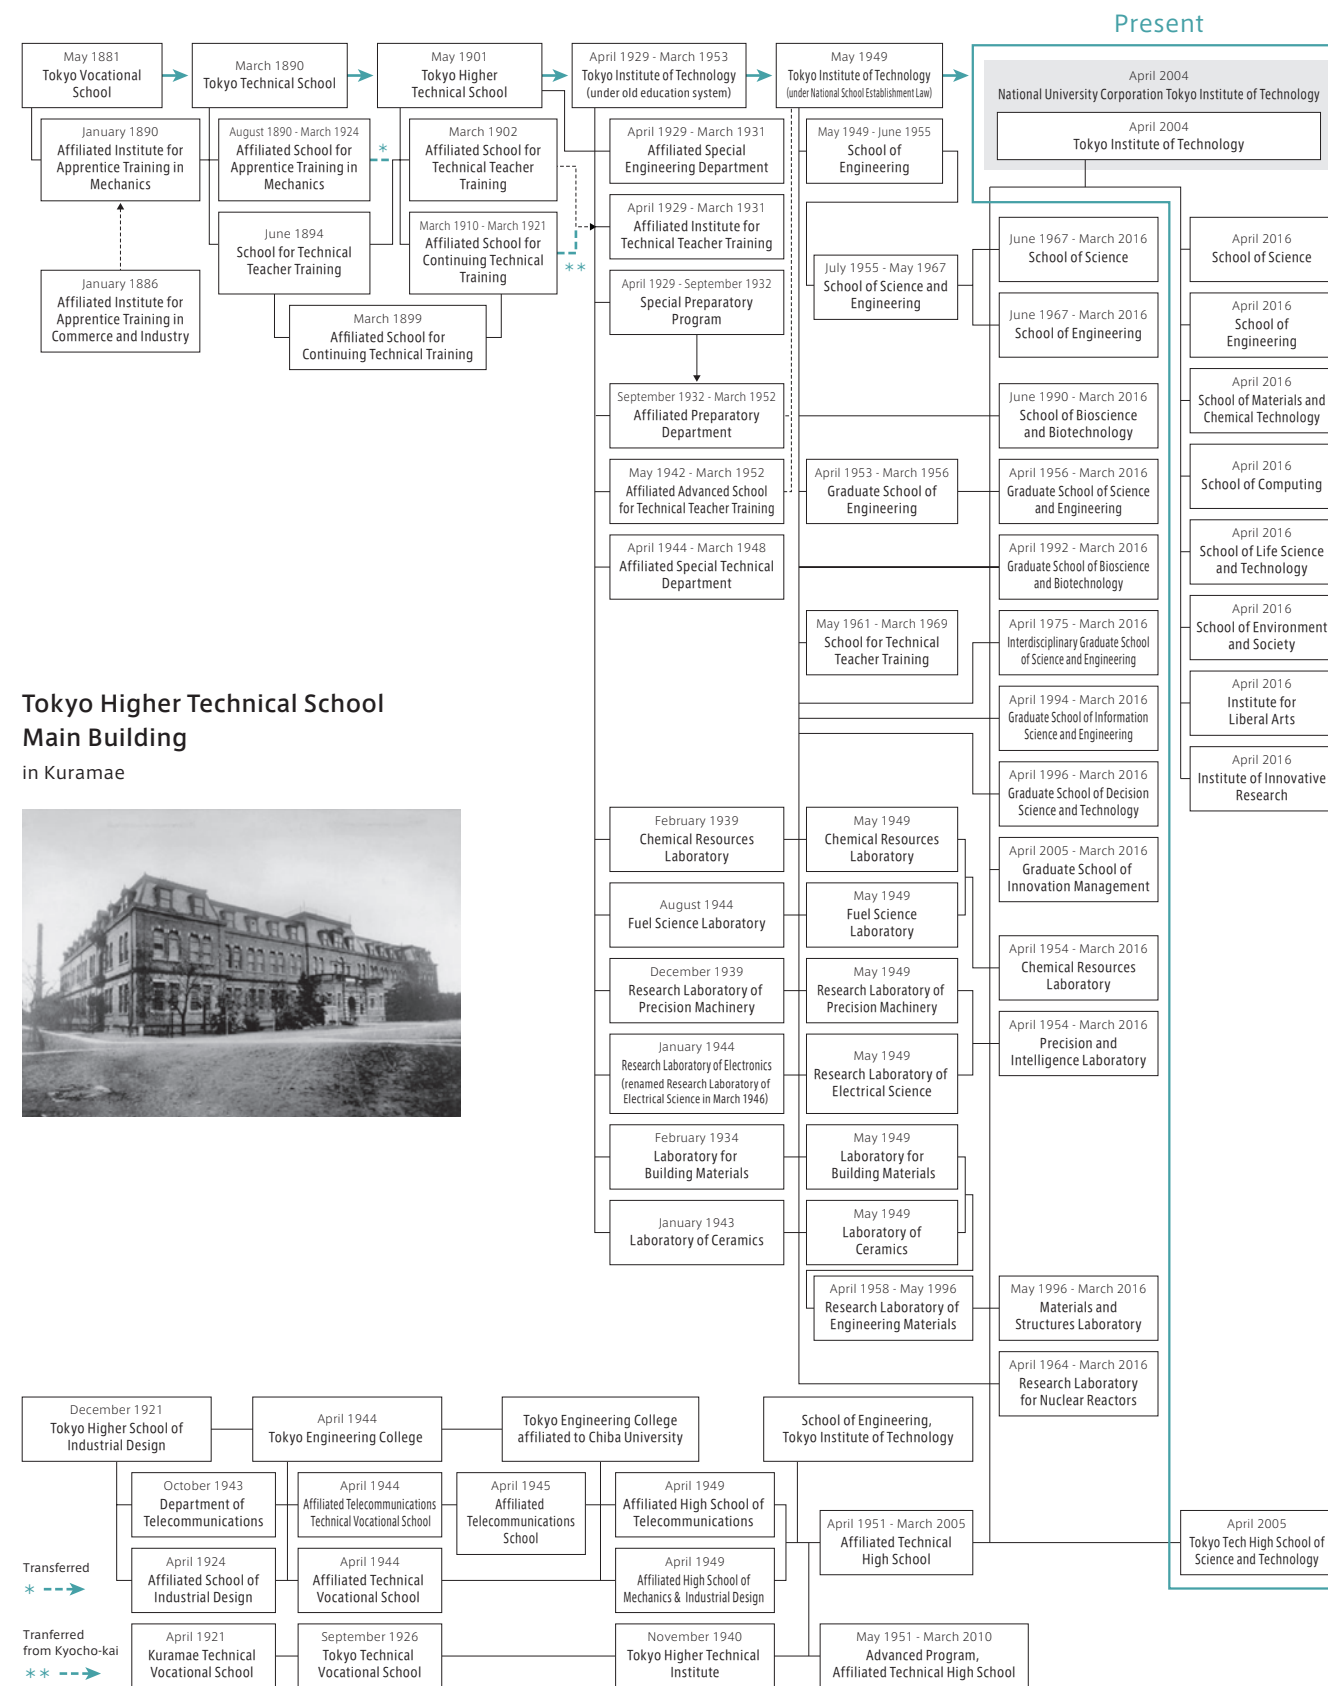 Present
May 1881
Tokyo Vocational
School
March 1890
Tokyo Technical School
May 1901
Tokyo Higher
Technical School
April 1929 - March 1953
Tokyo Institute of Technology
(under old education system)
May 1949
Tokyo Institute of Technology
(under National School Establishment Law)
April 2004
National University Corporation Tokyo Institute of Technology
April 2004
Tokyo Institute of Technology
January 1890
Affiliated Institute for
Apprentice Training in
Mechanics
January 1886
Affiliated Institute for
Apprentice Training in
Commerce and Industry
August 1890 - March 1924
Affiliated School for
Apprentice Training in
Mechanics
*
June 1894
School for Technical
Teacher Training
March 1899
Affiliated School for
Continuing Technical Training
March 1902
Affiliated School for
Technical Teacher
Training
March 1910 - March 1921
Affiliated School for
Continuing Technical
Training
**
April 1929 - March 1931
Affiliated Special
Engineering Department
April 1929 - March 1931
Affiliated Institute for
Technical Teacher Training
April 1929 - September 1932
Special Preparatory
Program
September 1932 - March 1952
Affiliated Preparatory
Department
May 1942 - March 1952
Affiliated Advanced School
for Technical Teacher Training
April 1944 - March 1948
Affiliated Special Technical
Department
February 1939
Chemical Resources
Laboratory
August 1944
Fuel Science Laboratory
December 1939
Research Laboratory of
Precision Machinery
January 1944
Research Laboratory of Electronics
(renamed Research Laboratory of
Electrical Science in March 1946)
February 1934
Laboratory for
Building Materials
January 1943
Laboratory of Ceramics
May 1949 - June 1955
School of
Engineering
July 1955 - May 1967
School of Science and
Engineering
April 1953 - March 1956
Graduate School of
Engineering
May 1961 - March 1969
School for Technical
Teacher Training
May 1949
Chemical Resources
Laboratory
May 1949
Fuel Science
Laboratory
May 1949
Research Laboratory of
Precision Machinery
May 1949
Research Laboratory of
Electrical Science
May 1949
Laboratory for
Building Materials
May 1949
Laboratory of
Ceramics
April 1958 - May 1996
Research Laboratory of
Engineering Materials
June 1967 - March 2016
School of Science
June 1967 - March 2016
School of Engineering
June 1990 - March 2016
School of Bioscience
and Biotechnology
April 1956 - March 2016
Graduate School of Science
and Engineering
April 1992 - March 2016
Graduate School of Bioscience
and Biotechnology
April 1975 - March 2016
Interdisciplinary Graduate School
of Science and Engineering
April 1994 - March 2016
Graduate School of Information
Science and Engineering
April 1996 - March 2016
Graduate School of Decision
Science and Technology
April 2005 - March 2016
Graduate School of
Innovation Management
April 1954 - March 2016
Chemical Resources
Laboratory
April 1954 - March 2016
Precision and
Intelligence Laboratory
May 1996 - March 2016
Materials and
Structures Laboratory
April 1964 - March 2016
Research Laboratory
for Nuclear Reactors
April 2016
School of Science
April 2016
School of
Engineering
April 2016
School of Materials and
Chemical Technology
April 2016
School of Computing
April 2016
School of Life Science
and Technology
April 2016
School of Environment
and Society
April 2016
Institute for
Liberal Arts
April 2016
Institute of Innovative
Research
Tokyo Higher Technical School
Main Building
in Kuramae
December 1921
Tokyo Higher School of
Industrial Design
April 1944
Tokyo Engineering College
Tokyo Engineering College
affiliated to Chiba University
School of Engineering,
Tokyo Institute of Technology
October 1943
Department of
Telecommunications
April 1944
Affiliated Telecommunications
Technical Vocational School
April 1945
Affiliated
Telecommunications
School
April 1949
Affiliated High School of
Telecommunications
April 1951 - March 2005
Affiliated Technical
High School
April 2005
Tokyo Tech High School of
Science and Technology
April 1924
Affiliated School of
Industrial Design
April 1944
Affiliated Technical
Vocational School
April 1949
Affiliated High School of
Mechanics & Industrial Design
April 1921
Kuramae Technical
Vocational School
September 1926
Tokyo Technical
Vocational School
November 1940
Tokyo Higher Technical
Institute
May 1951 - March 2010
Advanced Program,
Affiliated Technical High School
Transferred
*
Tranferred
from Kyocho-kai
**